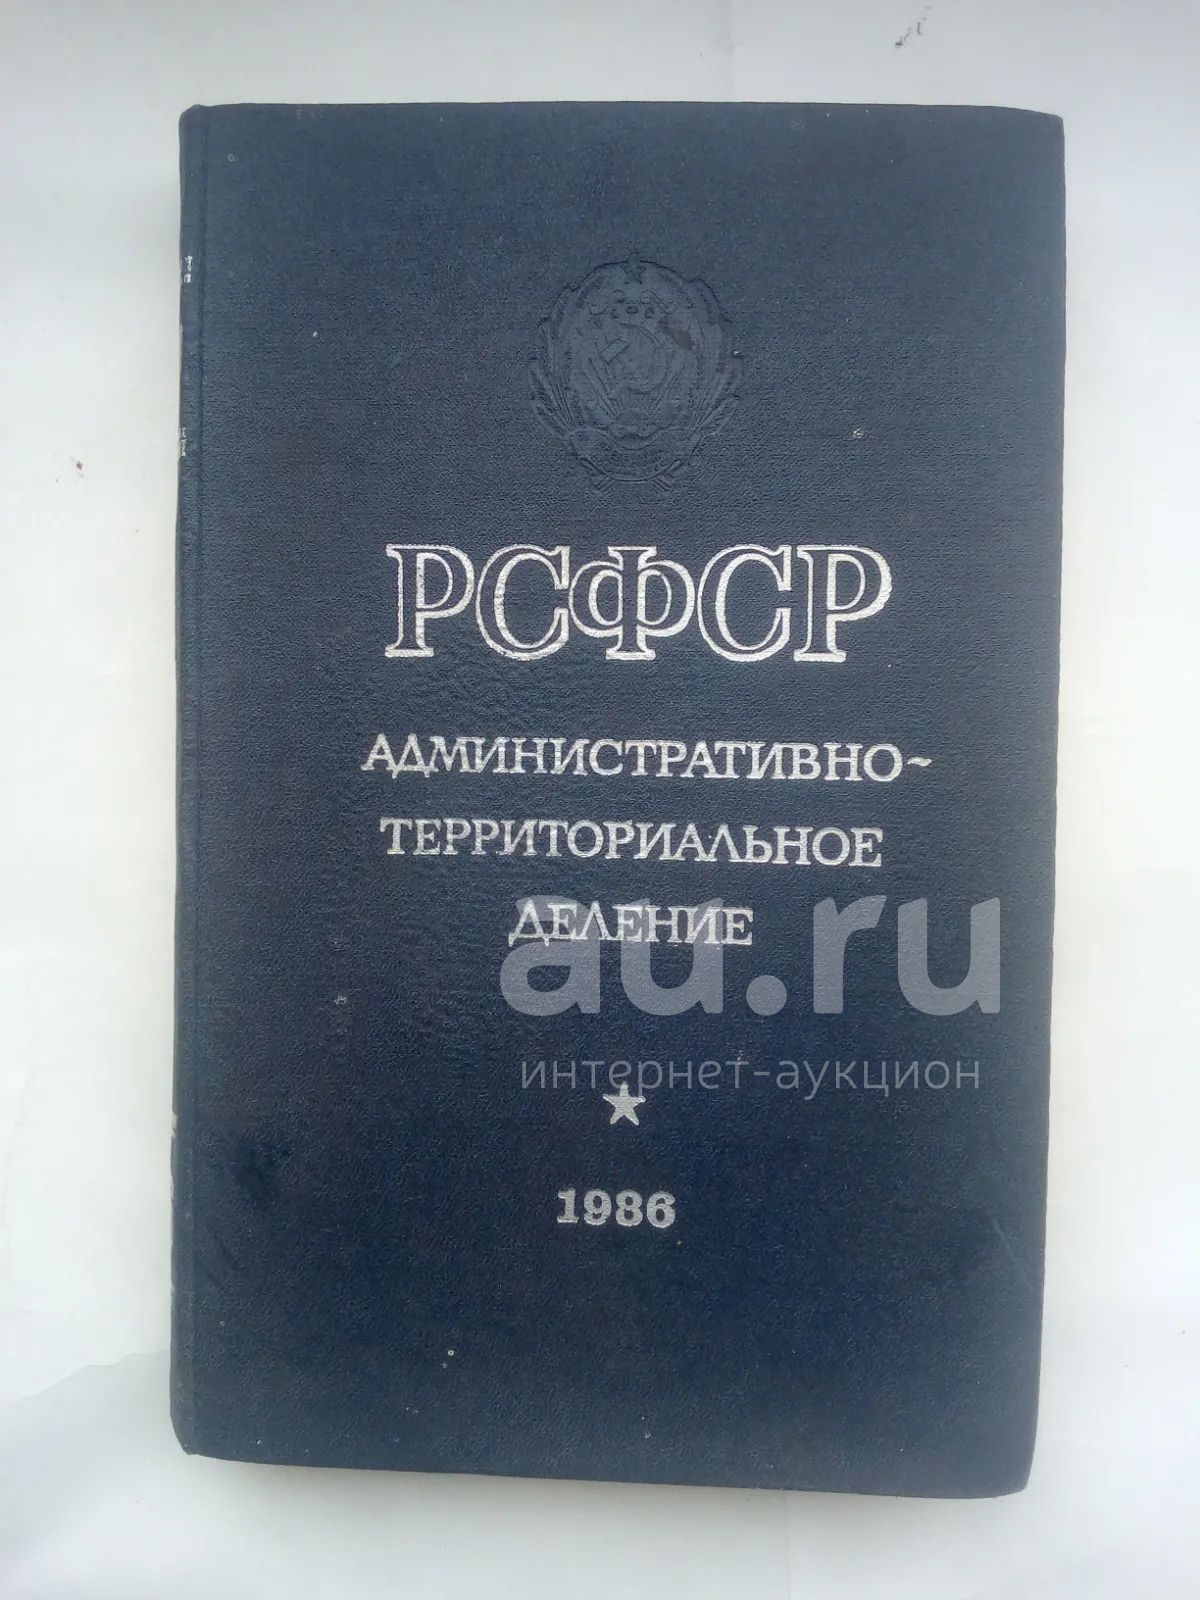 РСФСР
АДМИНИСТРАТИВНО-
ТЕРРИТОРИАЛЬНОЕ
ДЕЛЕНИЕ
au.ru
интернет-аукцион
1986